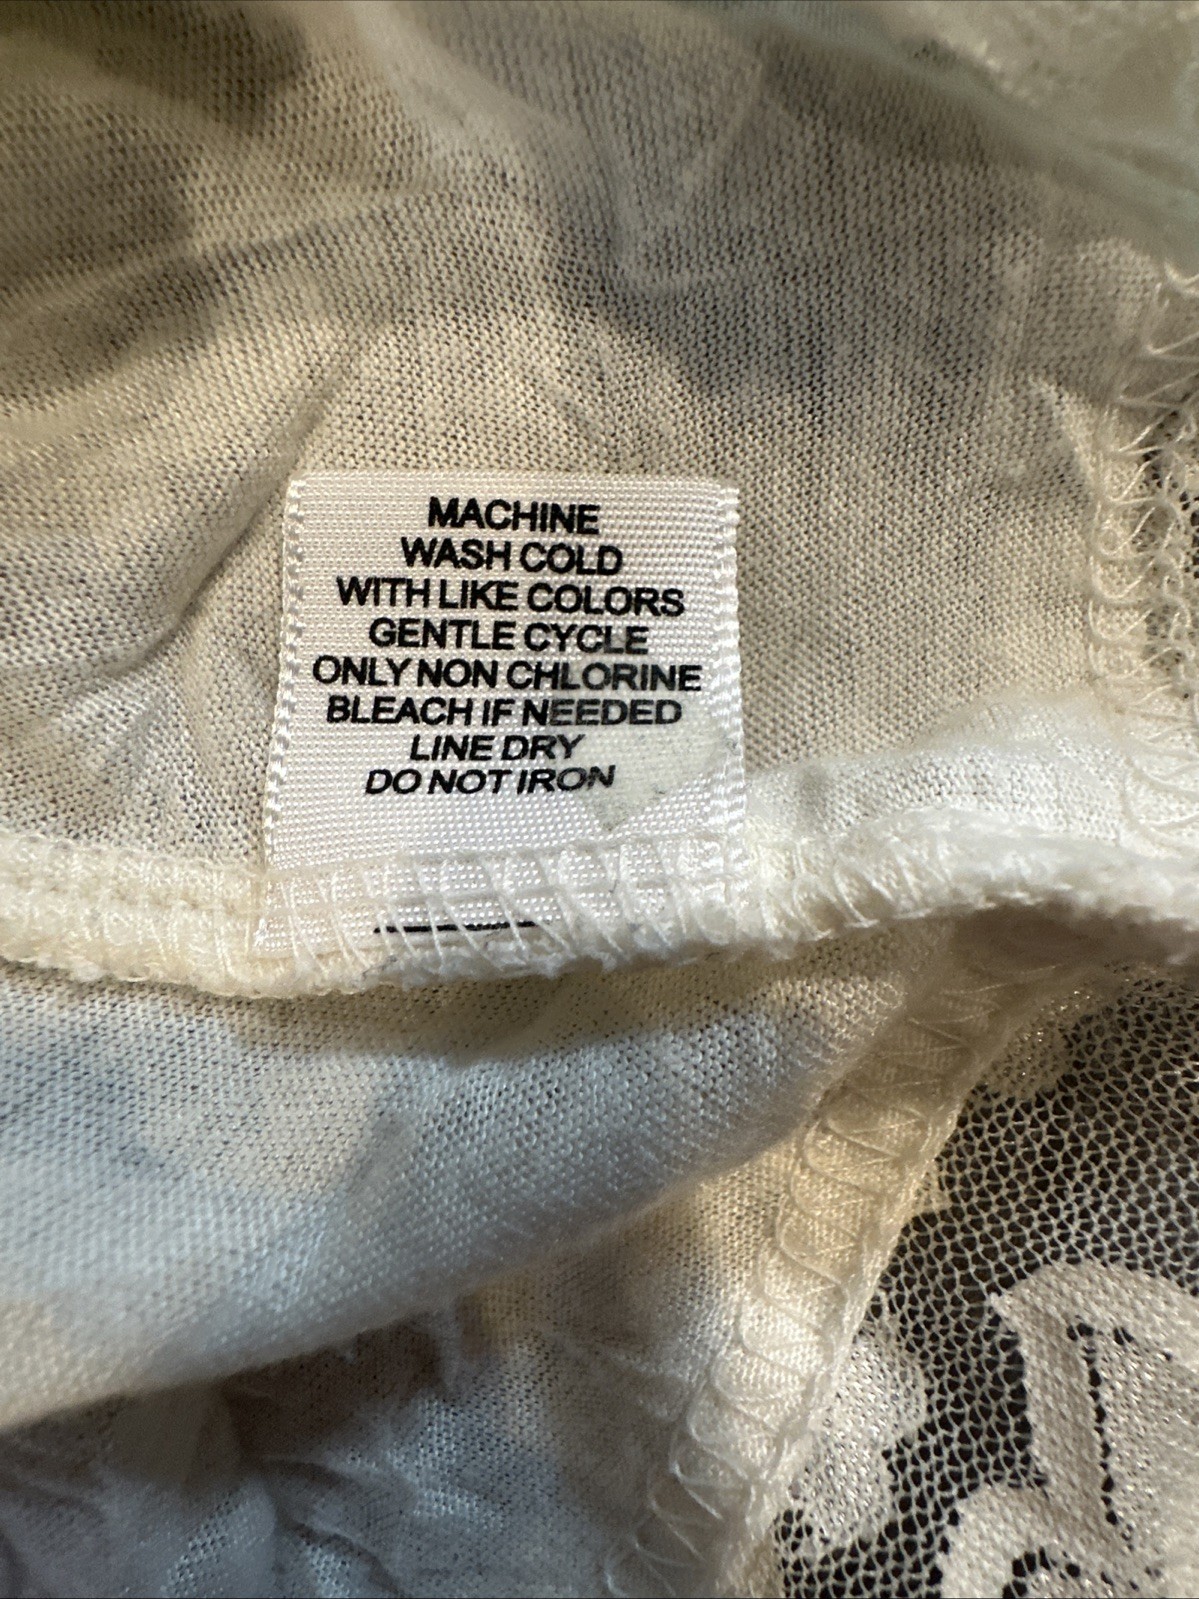 MACHINE
WASH COLD
WITH LIKE COLORS
GENTLE CYCLE
ONLY NON CHLORINE
BLEACH IF NEEDED
LINE DRY
DO NOT IRON